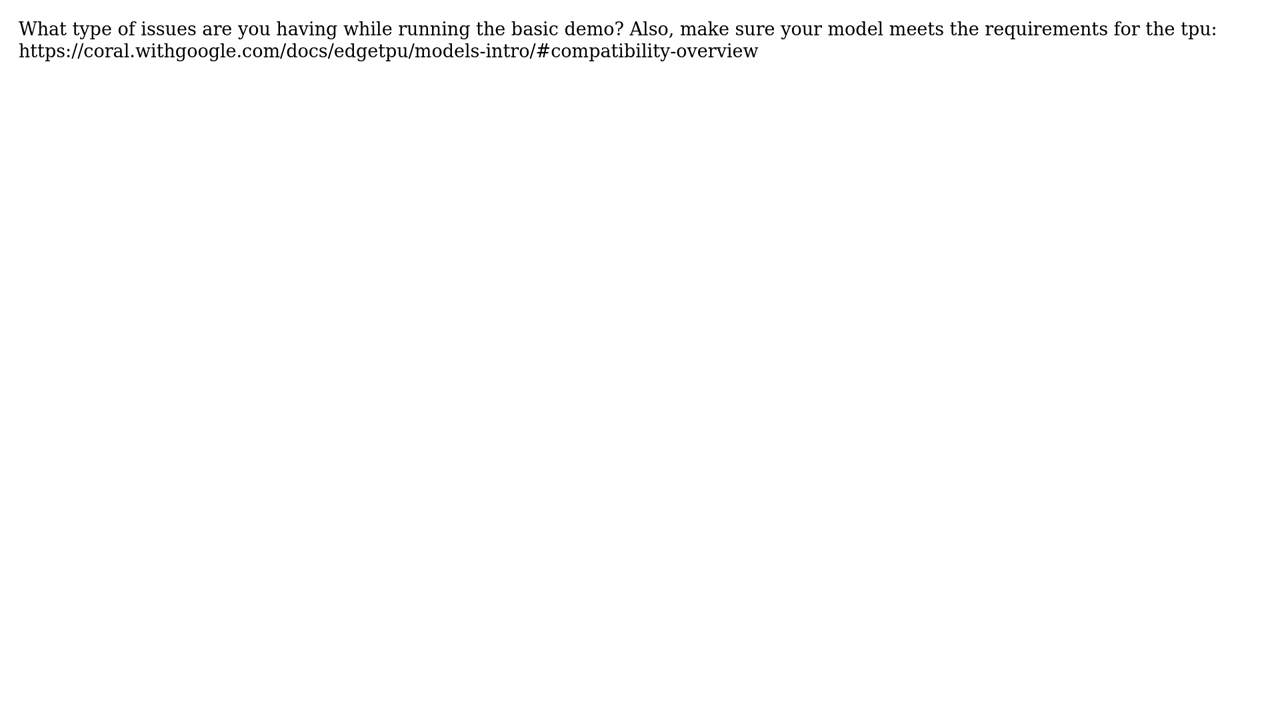 What type of issues are you having while running the basic demo? Also, make sure your model meets the requirements for the tpu:
https://coral.withgoogle.com/docs/edgetpu/models-intro/#compatibility-overview